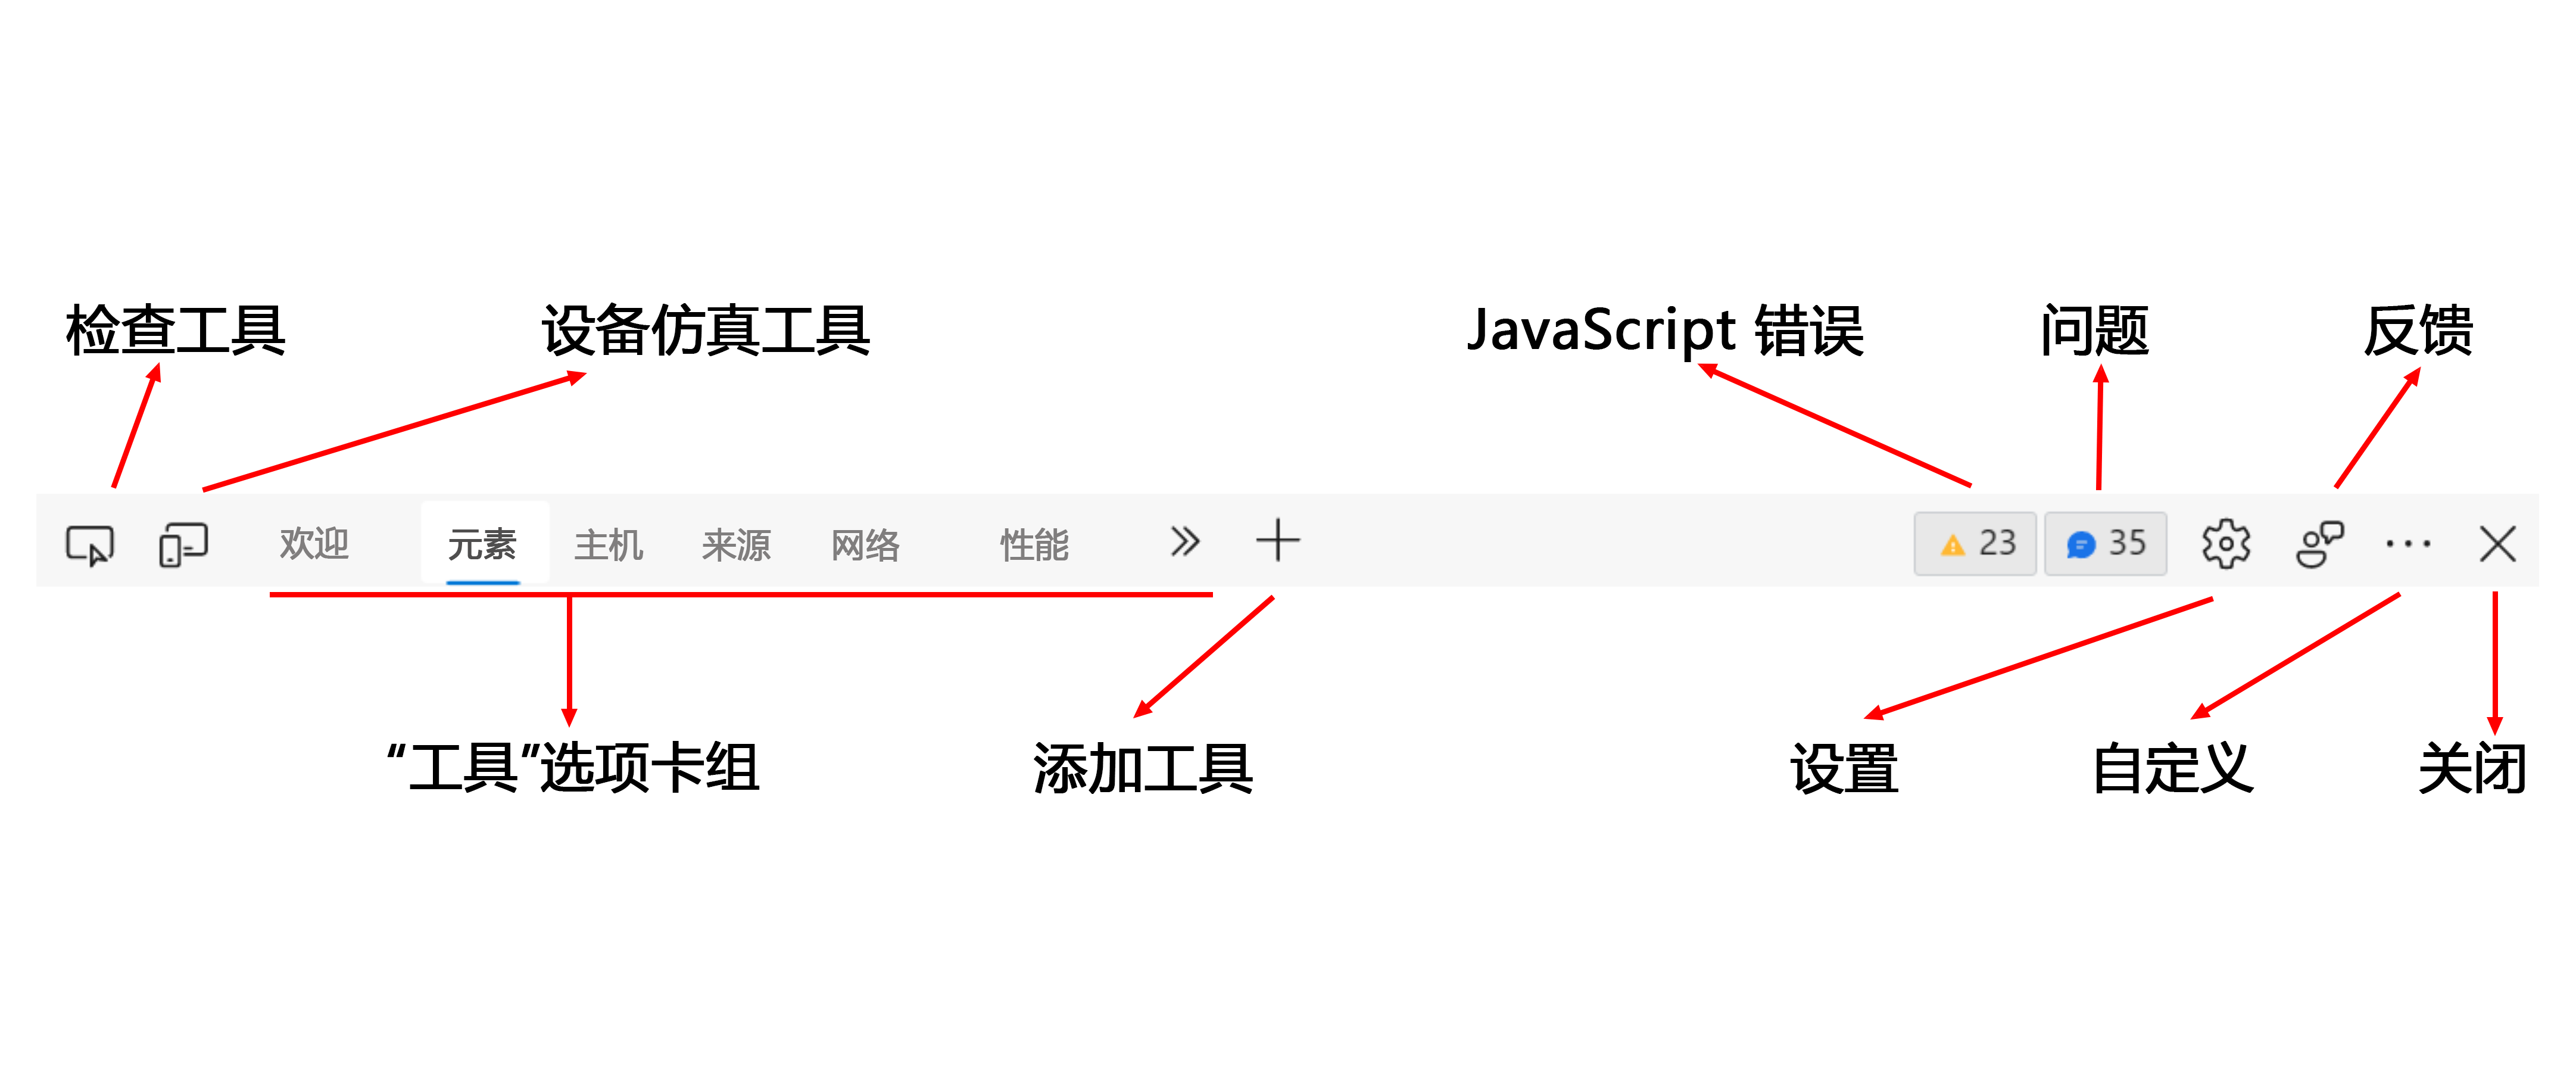 检查工具
设备仿真工具
JavaScript 错误
问题
反馈
欢迎
元素
主机
来源
网络
性能
23
35
“工具”选项卡组
添加工具
设置
自定义
关闭